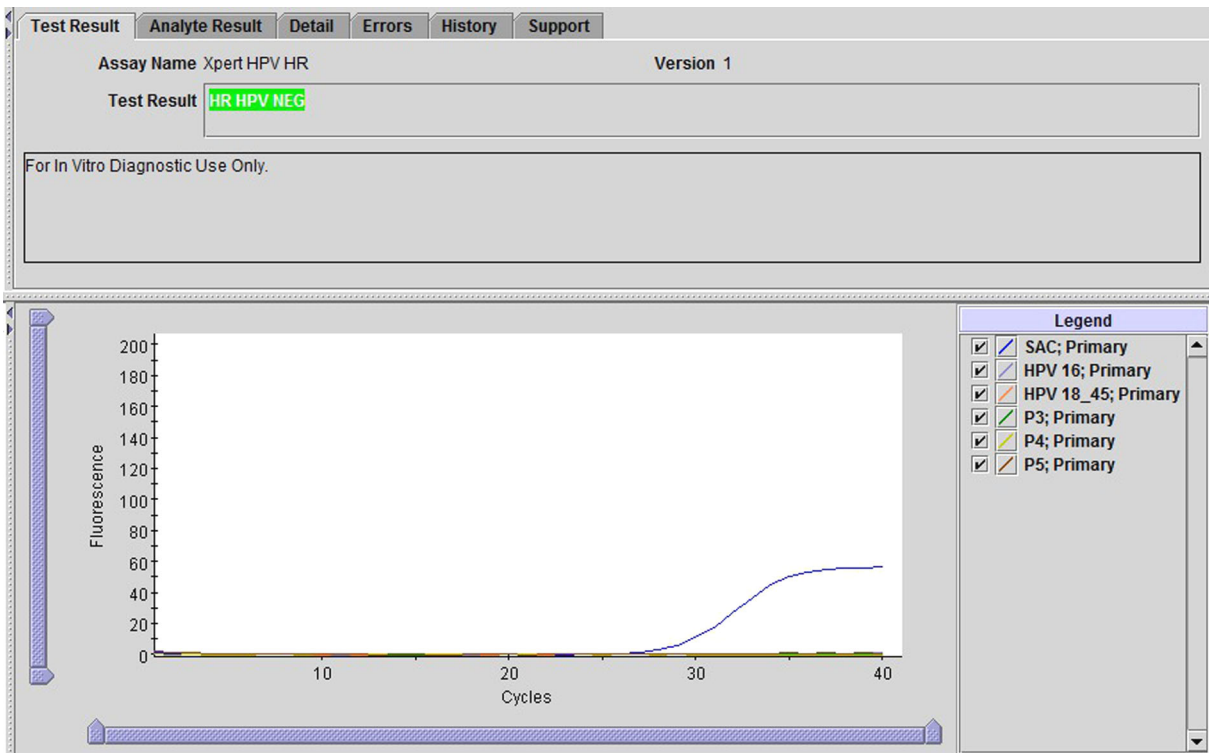 Test Result Analyte Result Detail Errors History Support
Assay Name Xpert HPV HR Version 1
Test Result HR HPV NEG
For In Vitro Diagnostic Use Only.
Legend
SAC; Primary
HPV 16; Primary
HPV 18_45; Primary
P3; Primary
P4; Primary
P5; Primary
Fluorescence
200
180
160
140
120
100
80
60
40
20
0
10 20 30 40
Cycles